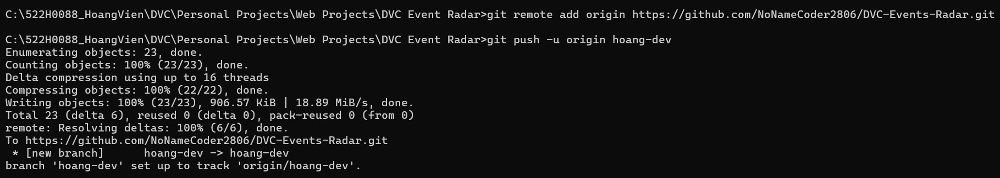 C:\522H0088_HoangVien\DVC\Personal Projects\Web Projects\DVC Event Radar>git remote add origin https://github.com/NoNameCoder2806/DVC-Events-Radar.git
C:\522H0088_HoangVien\DVC\Personal Projects\Web Projects\DVC Event Radar>git push -u origin hoang-dev
Enumerating objects: 23, done.
Counting objects: 100% (23/23), done.
Delta compression using up to 16 threads
Compressing objects: 100% (22/22), done.
Writing objects: 100% (23/23), 906.57 KiB | 18.89 MiB/s, done.
Total 23 (delta 6), reused 0 (delta 0), pack-reused 0 (from 0)
remote: Resolving deltas: 100% (6/6), done.
To https://github.com/NoNameCoder2806/DVC-Events-Radar.git
 * [new branch]      hoang-dev -> hoang-dev
branch 'hoang-dev' set up to track 'origin/hoang-dev'.